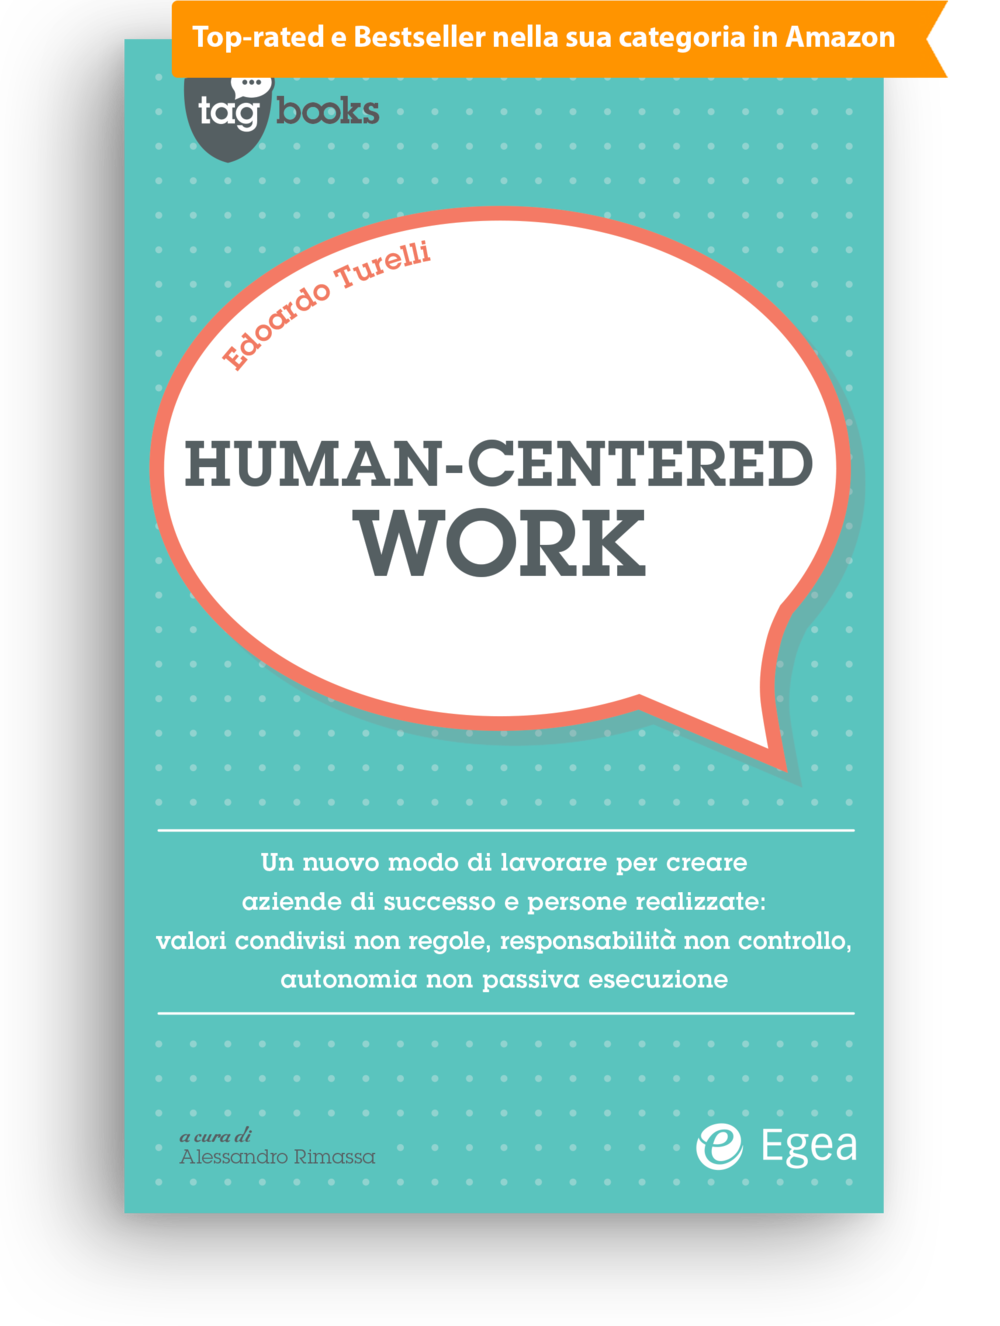 Top-rated e Bestseller nella sua categoria in Amazon
tag books
Edoardo Turelli
HUMAN-CENTERED
WORK
Un nuovo modo di lavorare per creare
aziende di successo e persone realizzate:
valori condivisi non regole, responsabilità non controllo,
autonomia non passiva esecuzione
a cura di
Alessandro Rimassa
e Egea